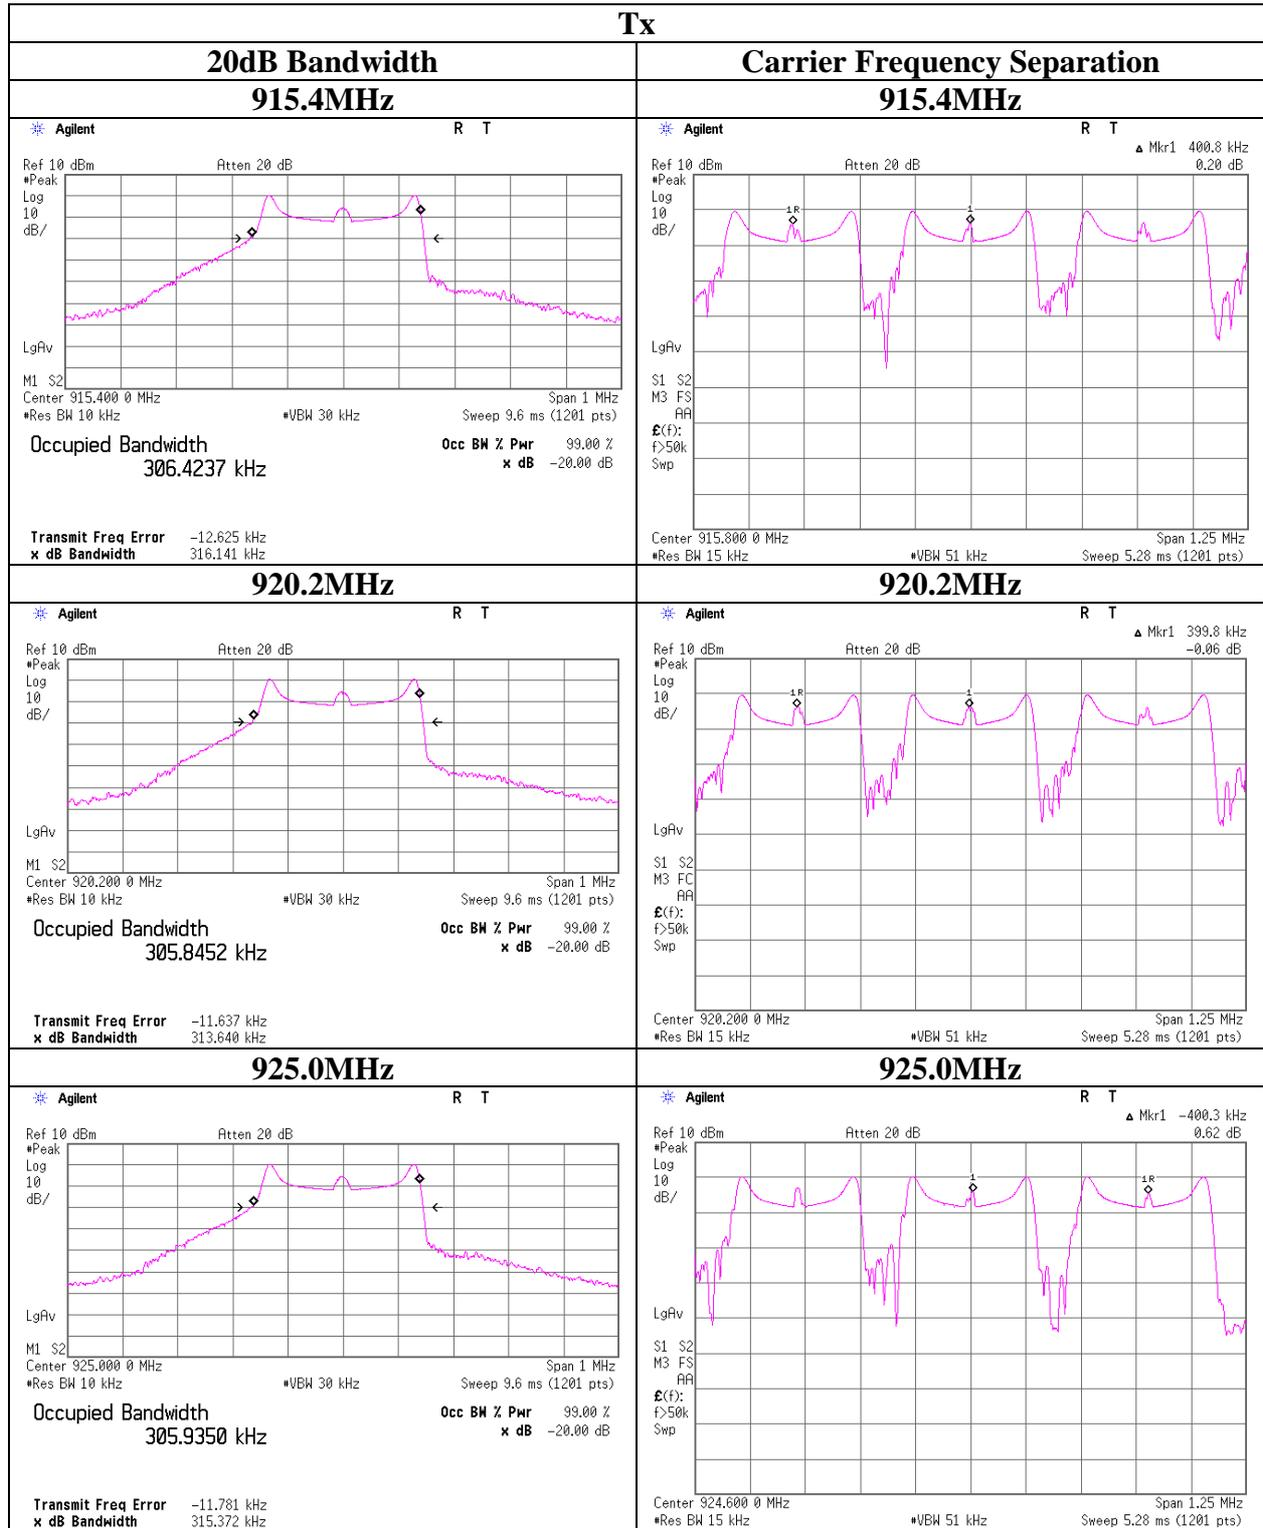 Tx
20dB Bandwidth
Carrier Frequency Separation
915.4MHz
915.4MHz
Agilent R T
Ref 10 dBm Atten 20 dB
#Peak
Log
10
dB/
LgAv
M1 S2
Center 915.400 0 MHz Span 1 MHz
#Res BW 10 kHz #VBW 30 kHz Sweep 9.6 ms (1201 pts)
Occupied Bandwidth Occ BW % Pwr 99.00 %
306.4237 kHz x dB -20.00 dB
Transmit Freq Error -12.625 kHz
x dB Bandwidth 316.141 kHz
Agilent R T
Δ Mkr1 400.8 kHz
Ref 10 dBm Atten 20 dB 0.20 dB
#Peak
Log
10
dB/
1R 1
LgAv
S1 S2
M3 FS
AA
£(f):
f>50k
Swp
Center 915.800 0 MHz Span 1.25 MHz
#Res BW 15 kHz #VBW 51 kHz Sweep 5.28 ms (1201 pts)
920.2MHz
920.2MHz
Agilent R T
Ref 10 dBm Atten 20 dB
#Peak
Log
10
dB/
LgAv
M1 S2
Center 920.200 0 MHz Span 1 MHz
#Res BW 10 kHz #VBW 30 kHz Sweep 9.6 ms (1201 pts)
Occupied Bandwidth Occ BW % Pwr 99.00 %
305.8452 kHz x dB -20.00 dB
Transmit Freq Error -11.637 kHz
x dB Bandwidth 313.640 kHz
Agilent R T
Δ Mkr1 399.8 kHz
Ref 10 dBm Atten 20 dB -0.06 dB
#Peak
Log
10
dB/
1R 1
LgAv
S1 S2
M3 FC
AA
£(f):
f>50k
Swp
Center 920.200 0 MHz Span 1.25 MHz
#Res BW 15 kHz #VBW 51 kHz Sweep 5.28 ms (1201 pts)
925.0MHz
925.0MHz
Agilent R T
Ref 10 dBm Atten 20 dB
#Peak
Log
10
dB/
LgAv
M1 S2
Center 925.000 0 MHz Span 1 MHz
#Res BW 10 kHz #VBW 30 kHz Sweep 9.6 ms (1201 pts)
Occupied Bandwidth Occ BW % Pwr 99.00 %
305.9350 kHz x dB -20.00 dB
Transmit Freq Error -11.781 kHz
x dB Bandwidth 315.372 kHz
Agilent R T
Δ Mkr1 -400.3 kHz
Ref 10 dBm Atten 20 dB 0.62 dB
#Peak
Log
10
dB/
1 1R
LgAv
S1 S2
M3 FS
AA
£(f):
f>50k
Swp
Center 924.600 0 MHz Span 1.25 MHz
#Res BW 15 kHz #VBW 51 kHz Sweep 5.28 ms (1201 pts)